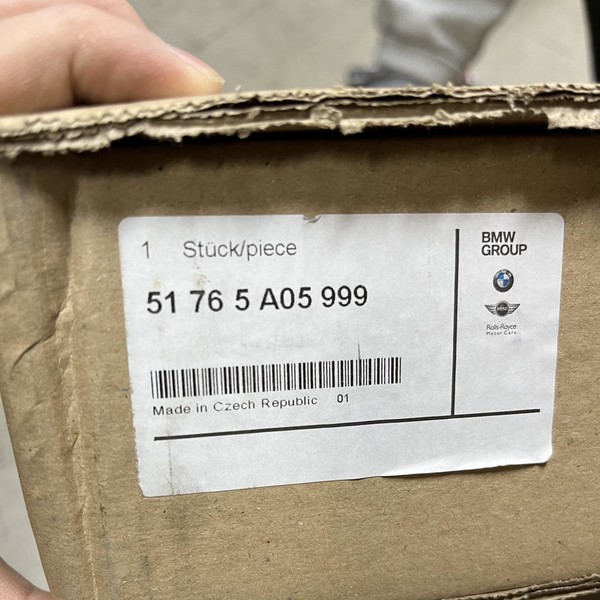 1 Stück/piece
51 76 5 A05 999
Made in Czech Republic 01
BMW
GROUP
Rolls-Royce
Motor Cars